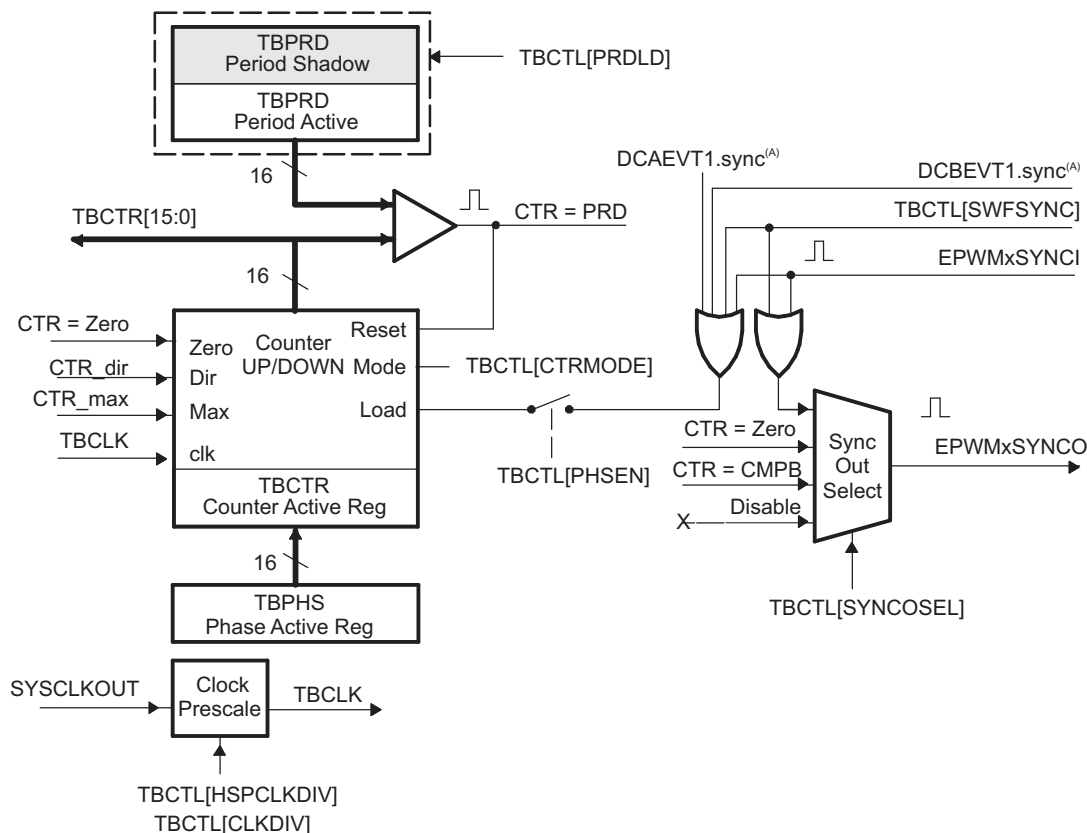 TBPRD
Period Shadow
TBPRD
Period Active
TBCTL[PRDLD]
16
TBCTR[15:0]
CTR = PRD
DCAEVT1.sync(A)
DCBEVT1.sync(A)
TBCTL[SWFSYNC]
EPWMxSYNCI
16
CTR = Zero
CTR_dir
CTR_max
TBCLK
Zero
Dir
Max
clk
Counter
UP/DOWN
Reset
Mode
Load
TBCTL[CTRMODE]
TBCTR
Counter Active Reg
TBCTL[PHSEN]
CTR = Zero
CTR = CMPB
Disable
X
Sync
Out
Select
EPWMxSYNCO
TBCTL[SYNCOSEL]
16
TBPHS
Phase Active Reg
SYSCLKOUT
Clock
Prescale
TBCLK
TBCTL[HSPCLKDIV]
TBCTL[CLKDIV]